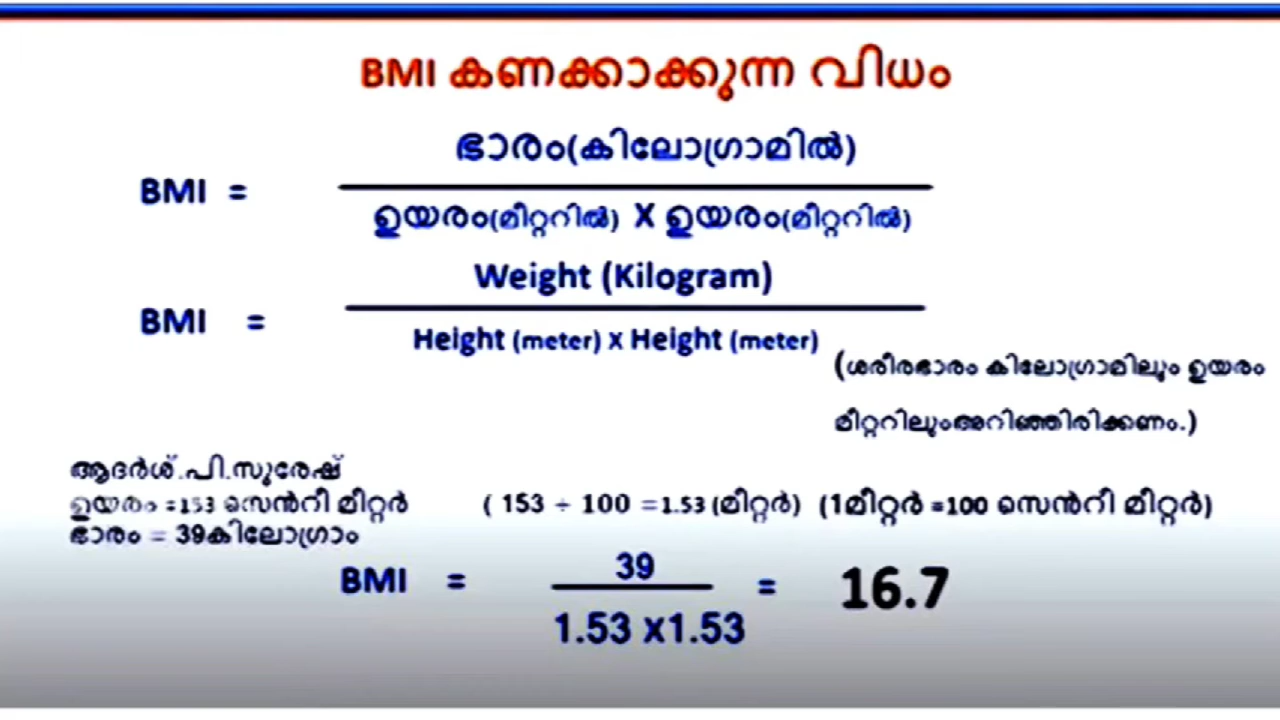 BMI കണക്കാക്കുന്ന വിധം
ഭാരം(കിലോഗ്രാമിൽ)
BMI =
ഉയരം(മീറ്ററിൽ) X ഉയരം(മീറ്ററിൽ)
Weight (Kilogram)
BMI =
Height (meter) x Height (meter)
(ശരീരഭാരം കിലോഗ്രാമിലും ഉയരം
മീറ്ററിലുംഅറിഞ്ഞിരിക്കണം.)
ആദർശ്.പി.സുരേഷ്
ഉയരം =153 സെൻറീ മീറ്റർ ( 153 ÷ 100 =1.53 (മീറ്റർ) (1മീറ്റർ =100 സെൻറീ മീറ്റർ)
ഭാരം = 39കിലോഗ്രാം
39
BMI = = 16.7
1.53 x1.53